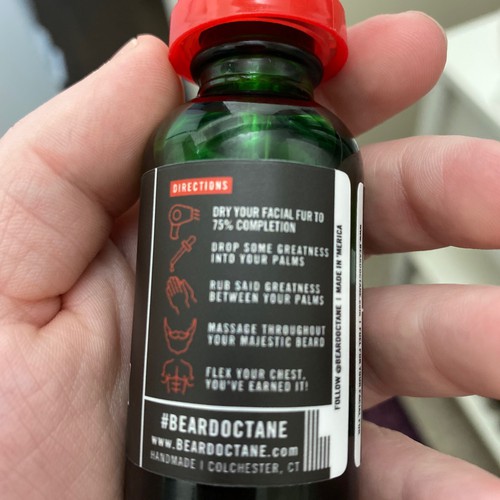 DIRECTIONS
DRY YOUR FACIAL FUR TO
75% COMPLETION
DROP SOME GREATNESS
INTO YOUR PALMS
RUB SAID GREATNESS
BETWEEN YOUR PALMS
MASSAGE THROUGHOUT
YOUR MAJESTIC BEARD
FLEX YOUR CHEST.
YOU'VE EARNED IT!
#BEARDOCTANE
www.BEARDOCTANE.com
HANDMADE | COLCHESTER, CT
FOLLOW @BEARDOCTANE | MADE IN 'MERICA